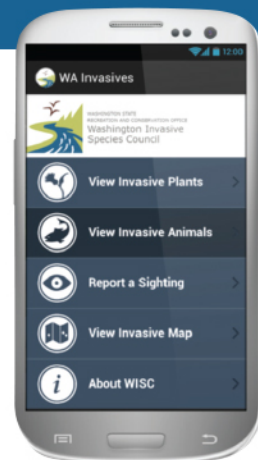 12:00
WA Invasives
WASHINGTON STATE
RECREATION AND CONSERVATION OFFICE
Washington Invasive
Species Council
View Invasive Plants
View Invasive Animals
Report a Sighting
View Invasive Map
i
About WISC